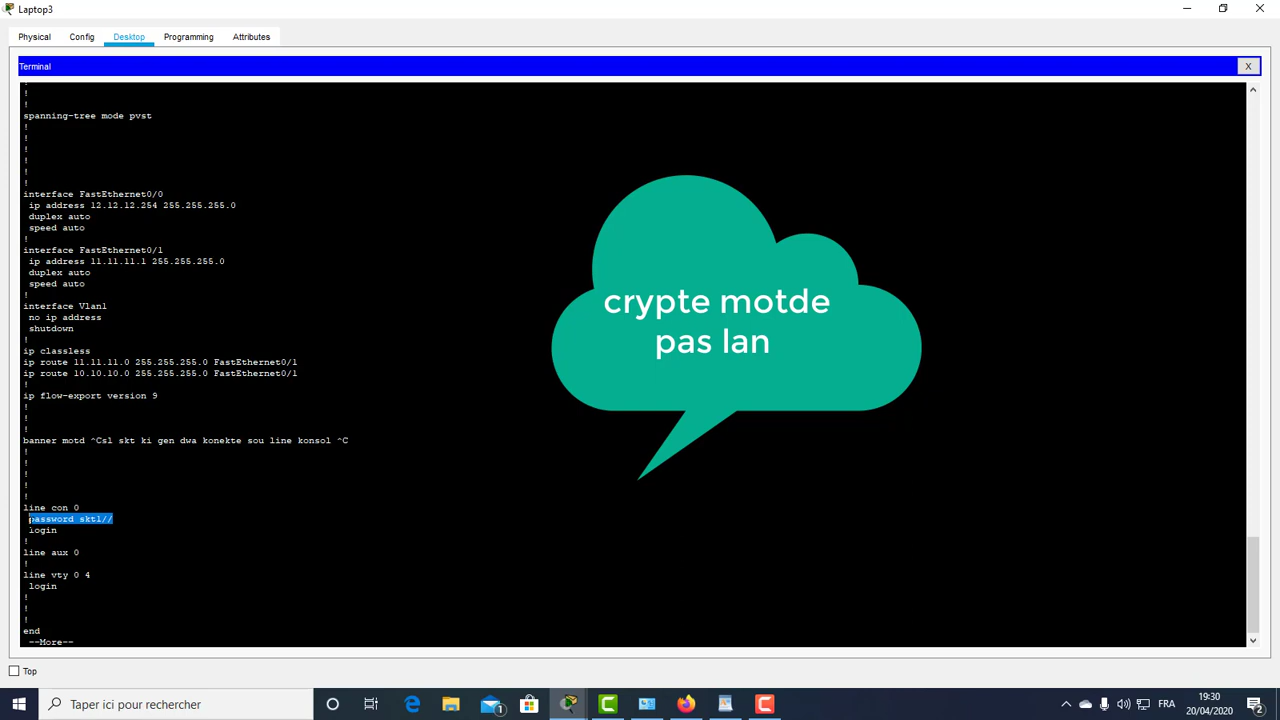 Laptop3
Physical Config Desktop Programming Attributes
Terminal
X
!
!
!
spanning-tree mode pvst
!
!
!
!
!
!
interface FastEthernet0/0
ip address 12.12.12.254 255.255.255.0
duplex auto
speed auto
!
interface FastEthernet0/1
ip address 11.11.11.1 255.255.255.0
duplex auto
speed auto
!
interface Vlan1
no ip address
shutdown
!
ip classless
ip route 11.11.11.0 255.255.255.0 FastEthernet0/1
ip route 10.10.10.0 255.255.255.0 FastEthernet0/1
!
ip flow-export version 9
!
!
!
banner motd ^Csl skt ki gen dwa konekte sou line konsol ^C
!
!
!
!
!
line con 0
password skt1//
login
!
line aux 0
!
line vty 0 4
login
!
!
!
end
--More--
crypte motde
pas lan
Top
Taper ici pour rechercher
1
FRA
19:30
20/04/2020
2